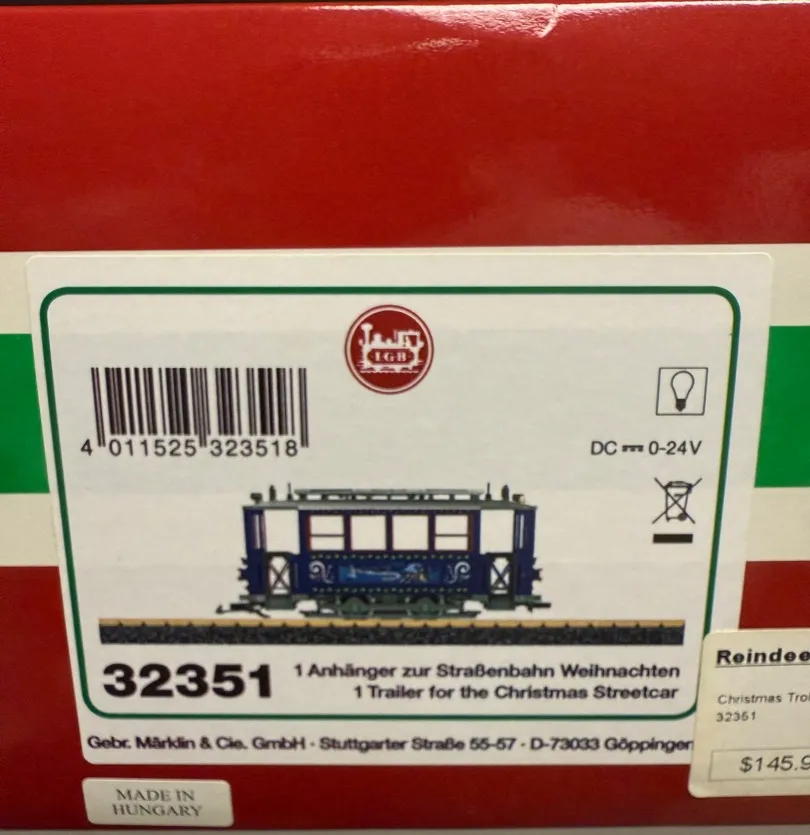 LGB
4 011525 323518
DC 0-24V
32351
1 Anhänger zur Straßenbahn Weihnachten
1 Trailer for the Christmas Streetcar
Gebr. Märklin & Cie. GmbH · Stuttgarter Straße 55-57 · D-73033 Göppingen
MADE IN
HUNGARY
Christmas
32351